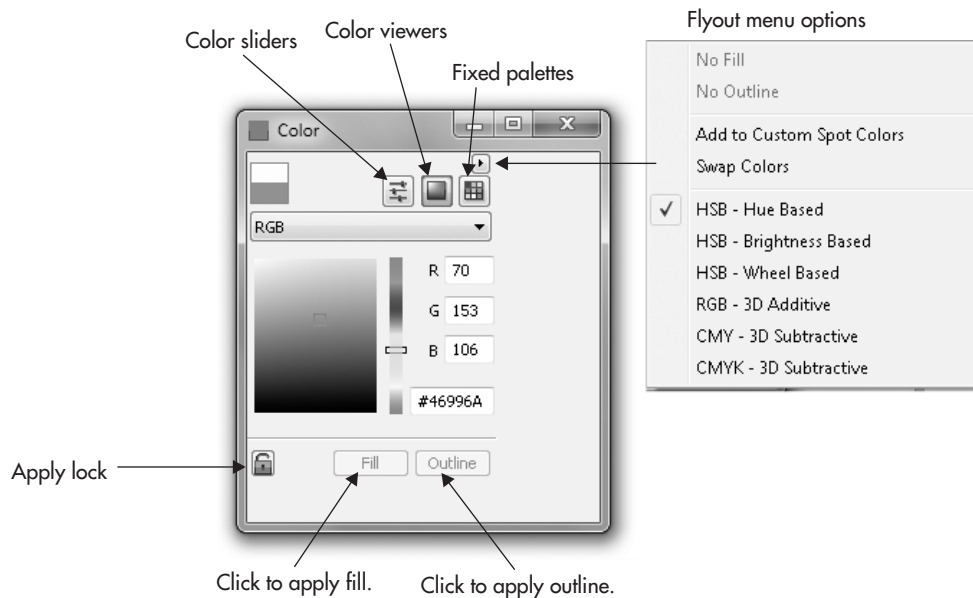 Flyout menu options
Color sliders
Color viewers
Fixed palettes
No Fill
No Outline
Add to Custom Spot Colors
Swap Colors
HSB - Hue Based
HSB - Brightness Based
HSB - Wheel Based
RGB - 3D Additive
CMY - 3D Subtractive
CMYK - 3D Subtractive
Color
RGB
R 70
G 153
B 106
#46996A
Apply lock
Fill
Outline
Click to apply fill.
Click to apply outline.